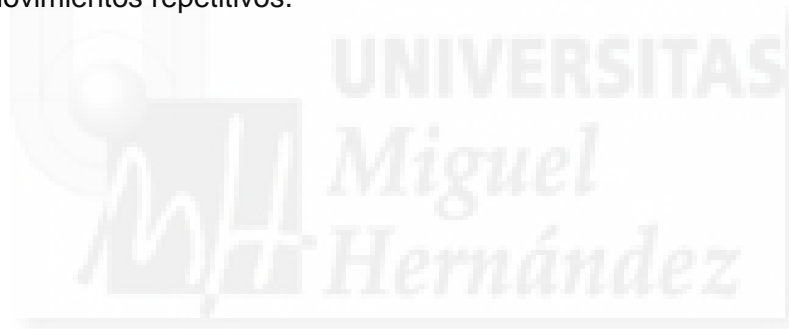 movimientos repetitivos.
UNIVERSITAS
Miguel
Hernández